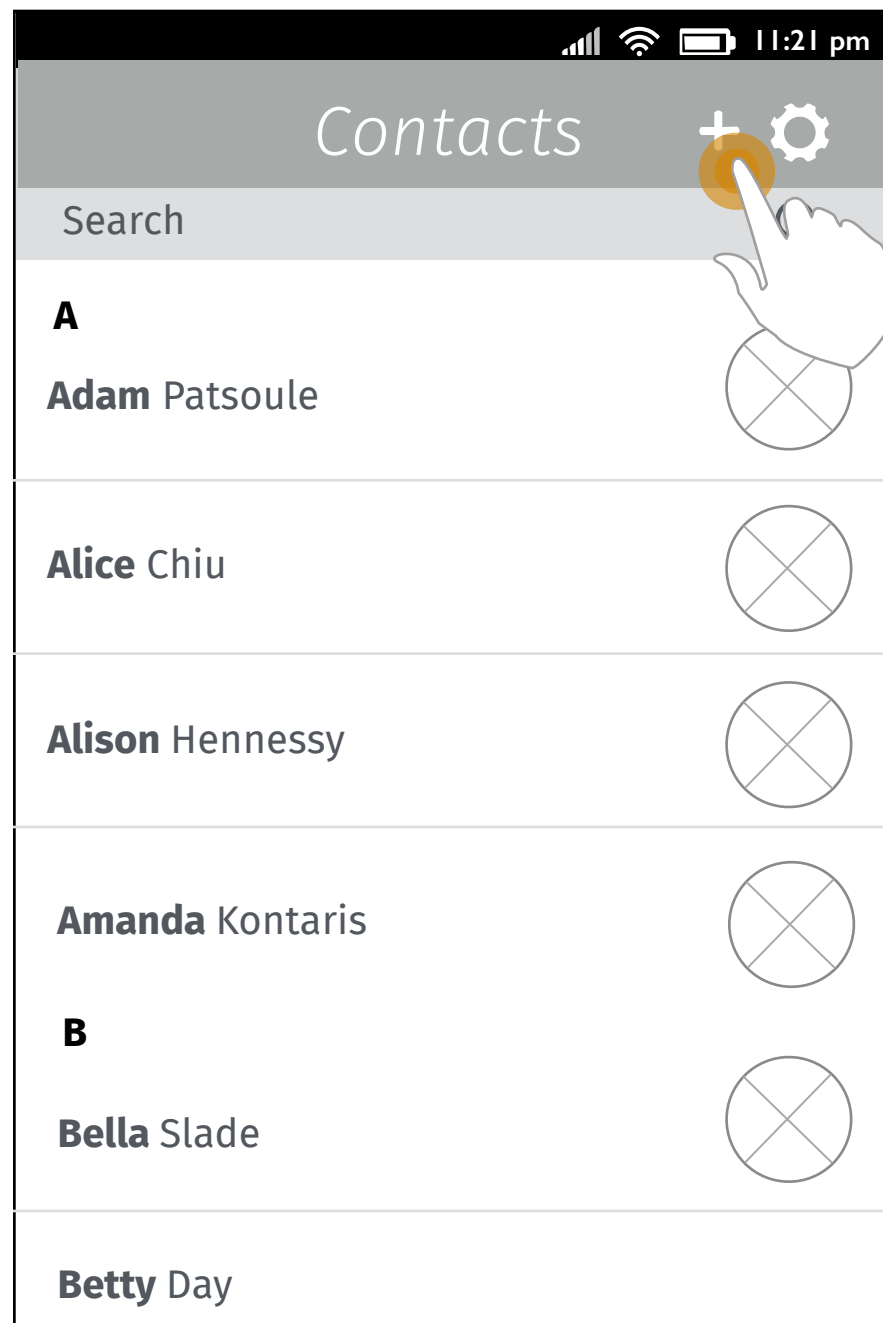 11:21 pm
Contacts
Search
A
Adam Patsoule
Alice Chiu
Alison Hennessy
Amanda Kontaris
B
Bella Slade
Betty Day